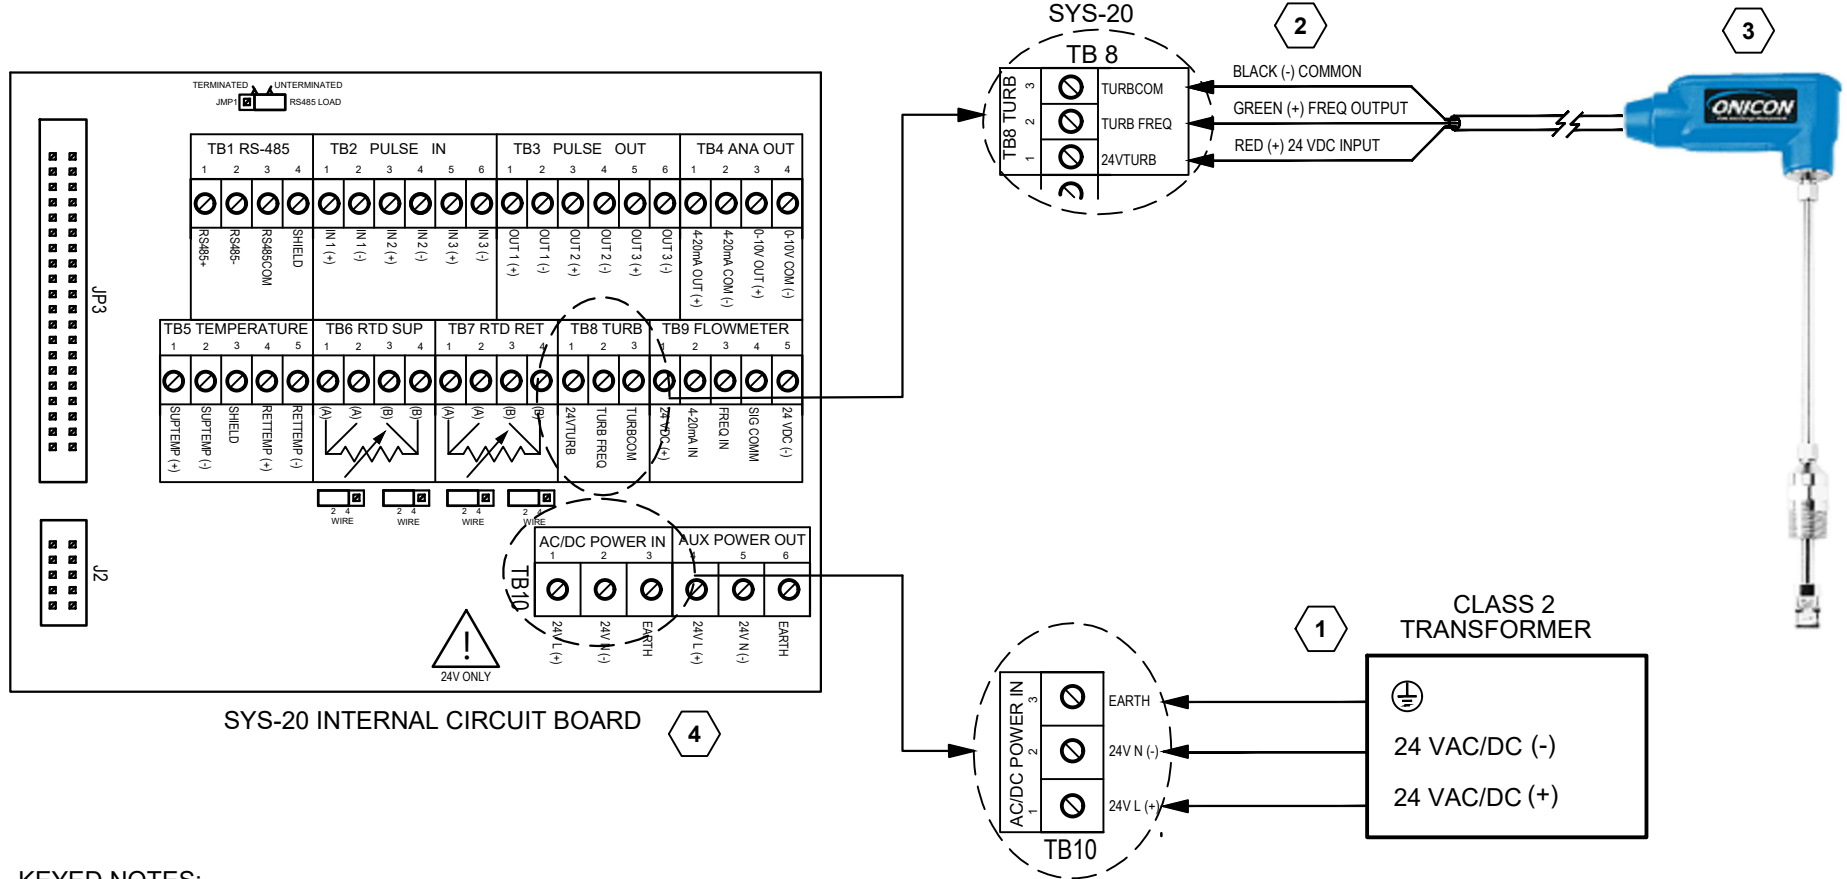 SYS-20
2
3
TB 8
TB8 TURB
3
2
1
TURBCOM
TURB FREQ
24VTURB
BLACK (-) COMMON
GREEN (+) FREQ OUTPUT
RED (+) 24 VDC INPUT
ONICON
TERMINATED UNTERMINATED
JMP1 RS485 LOAD
TB1 RS-485 TB2 PULSE IN TB3 PULSE OUT TB4 ANA OUT
1 2 3 4 1 2 3 4 5 6 1 2 3 4 5 6 1 2 3 4
RS485+
RS485-
RS485COM
SHIELD
IN 1 (+)
IN 1 (-)
IN 2 (+)
IN 2 (-)
IN 3 (+)
IN 3 (-)
OUT 1 (+)
OUT 1 (-)
OUT 2 (+)
OUT 2 (-)
OUT 3 (+)
OUT 3 (-)
4-20mA OUT (+)
4-20mA COM (-)
0-10V OUT (+)
0-10V COM (-)
JP3
TB5 TEMPERATURE TB6 RTD SUP TB7 RTD RET TB8 TURB TB9 FLOWMETER
1 2 3 4 5 1 2 3 4 1 2 3 4 1 2 3 1 2 3 4 5
SUPTEMP (+)
SUPTEMP (-)
SHIELD
RETTEMP (+)
RETTEMP (-)
(A)
(A)
(B)
(B)
(A)
(A)
(B)
(B)
24VTURB
TURB FREQ
TURBCOM
24 VDC (+)
4-20mA IN
FREQ IN
SIG COMM
24 VDC (-)
2 4
WIRE
2 4
WIRE
2 4
WIRE
2 4
WIRE
J2
AC/DC POWER IN AUX POWER OUT
1 2 3 4 5 6
TB10
24V L (+)
24V N (-)
EARTH
24V L (+)
24V N (-)
EARTH
!
24V ONLY
SYS-20 INTERNAL CIRCUIT BOARD
4
AC/DC POWER IN
3
2
1
EARTH
24V N (-)
24V L (+)
TB10
1
CLASS 2
TRANSFORMER
24 VAC/DC (-)
24 VAC/DC (+)
KEYED NOTES: